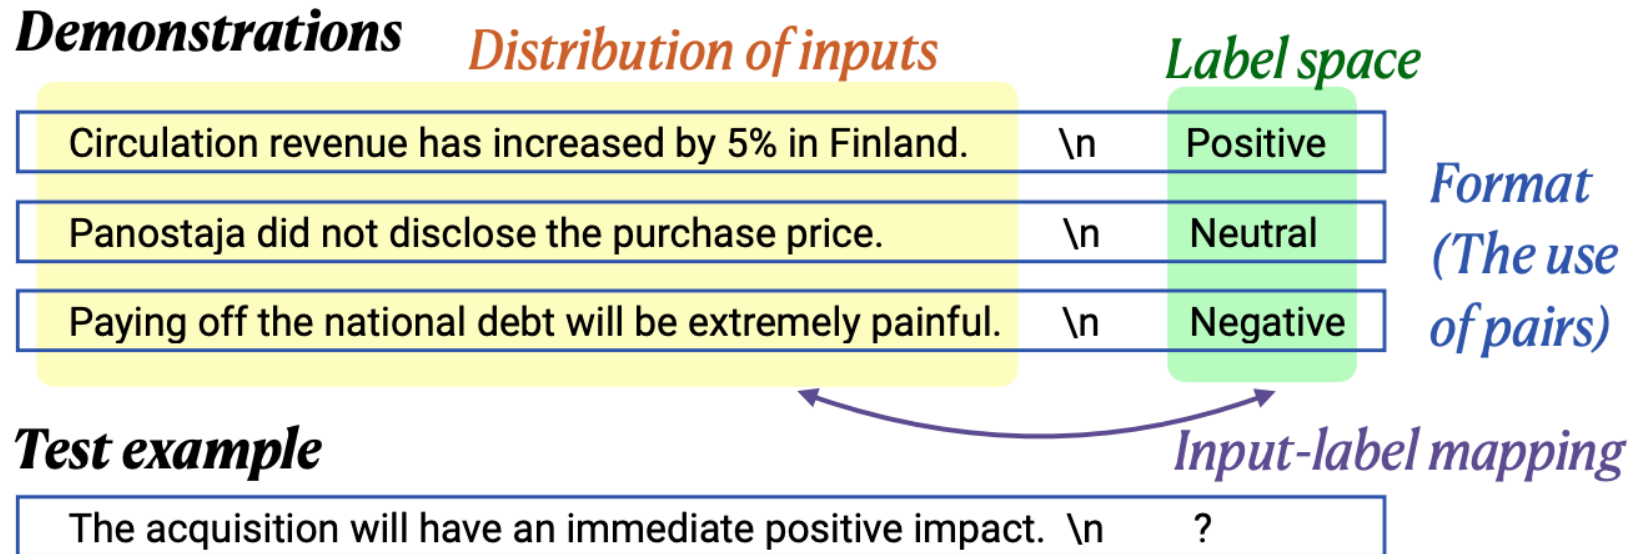 Demonstrations
Distribution of inputs
Label space
Circulation revenue has increased by 5% in Finland. \n Positive
Panostaja did not disclose the purchase price. \n Neutral
Paying off the national debt will be extremely painful. \n Negative
Format
(The use
of pairs)
Test example
Input-label mapping
The acquisition will have an immediate positive impact. \n ?